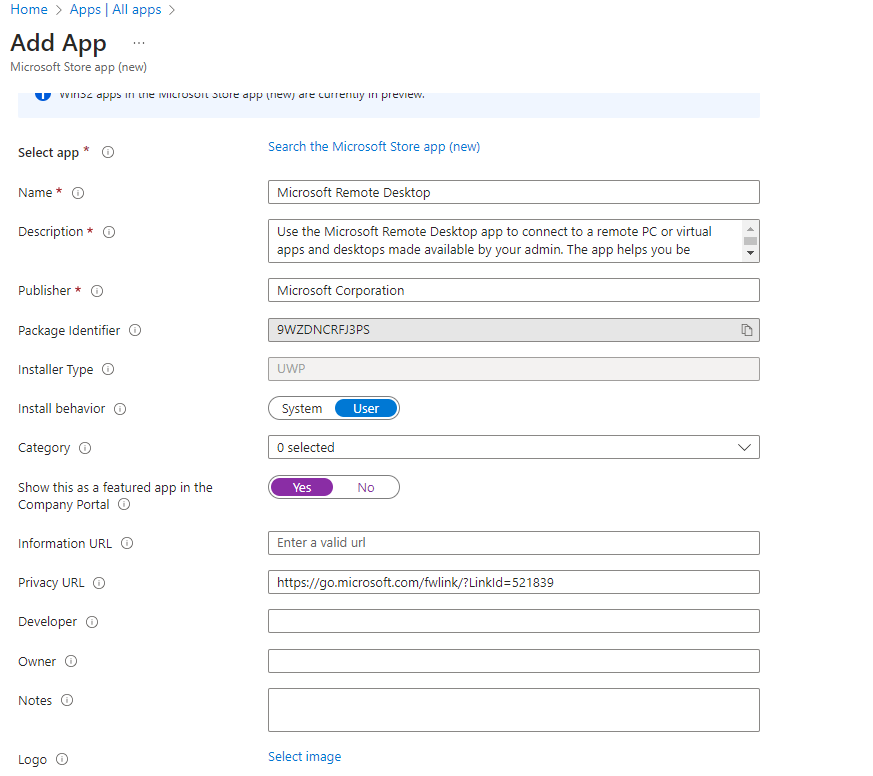 Home > Apps | All apps >
Add App ...
Microsoft Store app (new)
Win32 apps in the Microsoft Store app (new) are currently in preview.
Select app *
Search the Microsoft Store app (new)
Name *
Microsoft Remote Desktop
Description *
Use the Microsoft Remote Desktop app to connect to a remote PC or virtual
apps and desktops made available by your admin. The app helps you be
Publisher *
Microsoft Corporation
Package Identifier
9WZDNCRFJ3PS
Installer Type
UWP
Install behavior
System User
Category
0 selected
Show this as a featured app in the
Company Portal
Yes No
Information URL
Enter a valid url
Privacy URL
https://go.microsoft.com/fwlink/?LinkId=521839
Developer
Owner
Notes
Logo
Select image